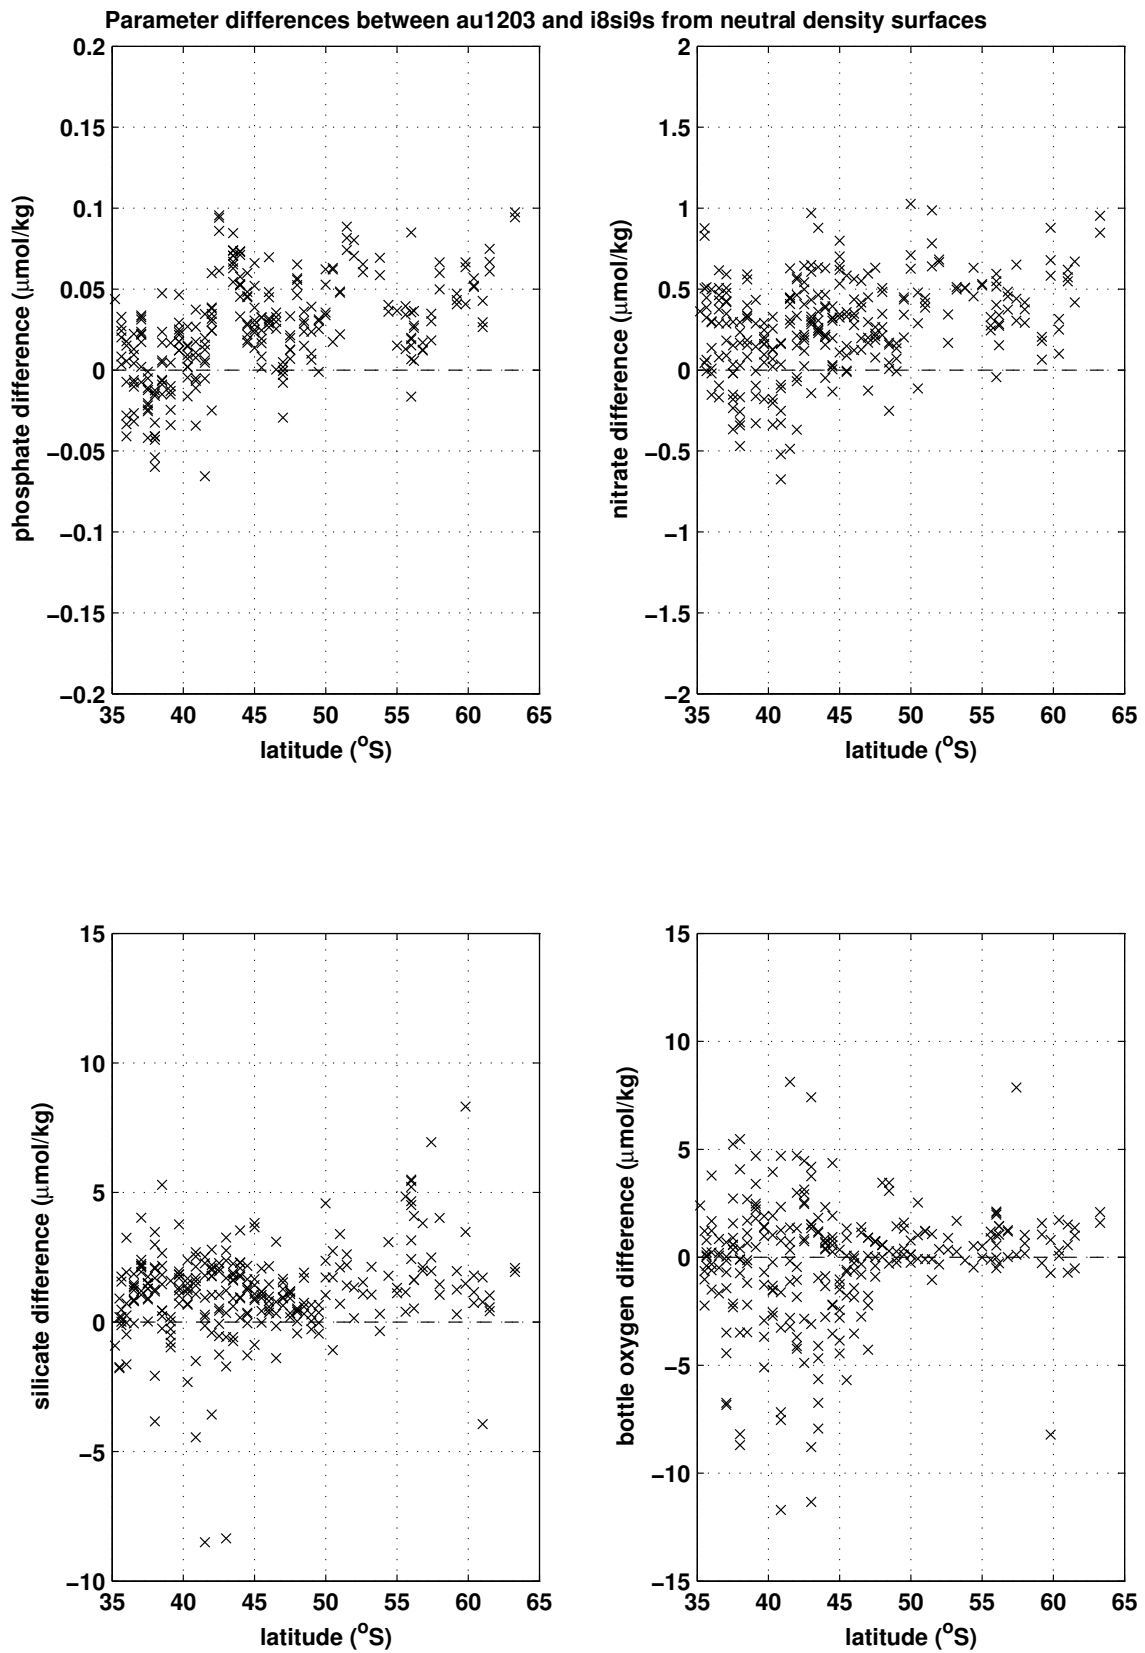 Parameter differences between au1203 and i8si9s from neutral density surfaces
0.2
0.15
0.1
0.05
0
−0.05
−0.1
−0.15
−0.2
35 40 45 50 55 60 65
latitude (°S)
phosphate difference (μmol/kg)
2
1.5
1
0.5
0
−0.5
−1
−1.5
−2
35 40 45 50 55 60 65
latitude (°S)
nitrate difference (μmol/kg)
15
10
5
0
−5
−10
35 40 45 50 55 60 65
latitude (°S)
silicate difference (μmol/kg)
15
10
5
0
−5
−10
−15
35 40 45 50 55 60 65
latitude (°S)
bottle oxygen difference (μmol/kg)